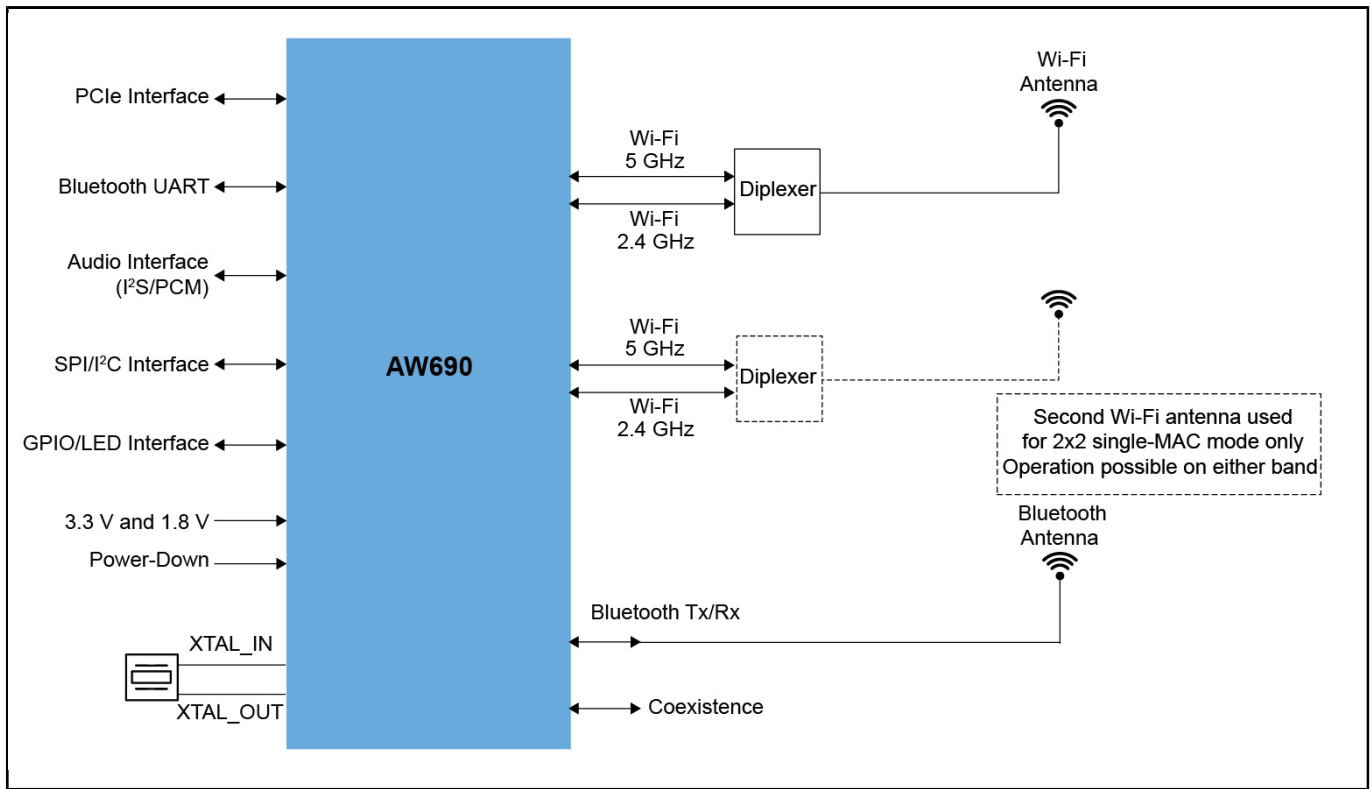 PCIe Interface
Bluetooth UART
Audio Interface
(I²S/PCM)
SPI/I²C Interface
GPIO/LED Interface
3.3 V and 1.8 V
Power-Down
XTAL_IN
XTAL_OUT
AW690
Wi-Fi
5 GHz
Wi-Fi
2.4 GHz
Diplexer
Wi-Fi
Antenna
Wi-Fi
5 GHz
Wi-Fi
2.4 GHz
Diplexer
Second Wi-Fi antenna used
for 2x2 single-MAC mode only
Operation possible on either band
Bluetooth
Antenna
Bluetooth Tx/Rx
Coexistence